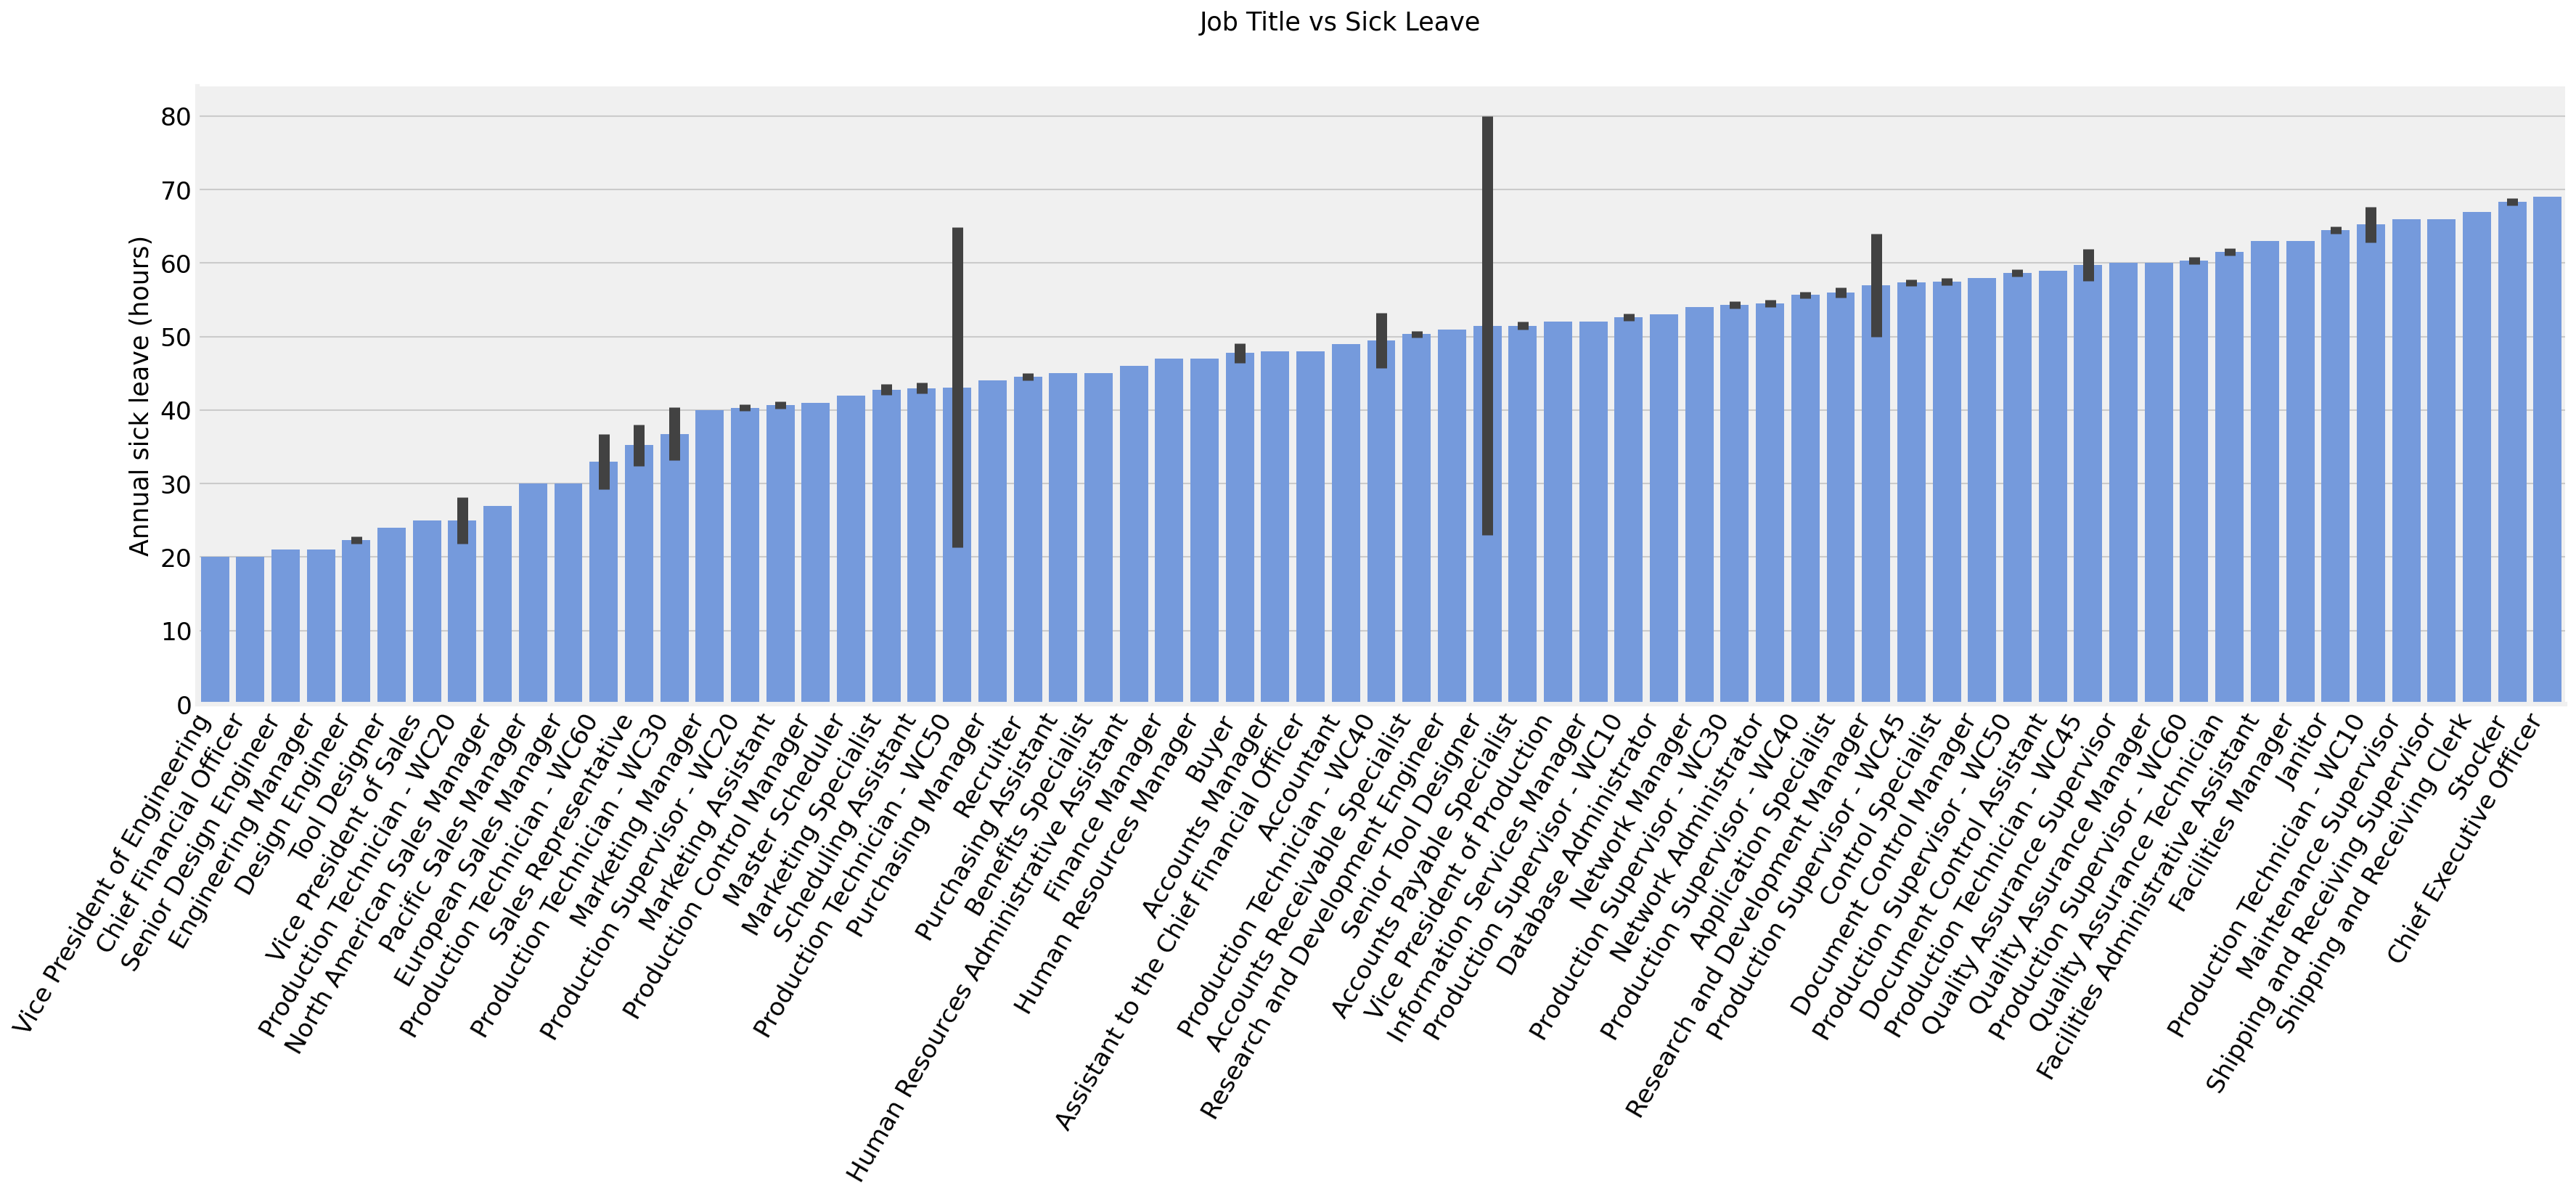 Job Title vs Sick Leave
Annual sick leave (hours)
80
70
60
50
40
30
20
10
0
Vice President of Engineering
Chief Financial Officer
Senior Design Engineer
Engineering Manager
Design Engineer
Tool Designer
Vice President of Sales
Production Technician - WC20
North American Sales Manager
Pacific Sales Manager
European Sales Manager
Production Technician - WC60
Sales Representative
Production Technician - WC30
Marketing Manager
Production Supervisor - WC20
Marketing Assistant
Production Control Manager
Master Scheduler
Marketing Specialist
Scheduling Assistant
Production Technician - WC50
Purchasing Manager
Recruiter
Purchasing Assistant
Benefits Specialist
Human Resources Administrative Assistant
Finance Manager
Human Resources Manager
Buyer
Accounts Manager
Assistant to the Chief Financial Officer
Accountant
Production Technician - WC40
Accounts Receivable Specialist
Research and Development Engineer
Senior Tool Designer
Accounts Payable Specialist
Vice President of Production
Information Services Manager
Production Supervisor - WC10
Database Administrator
Network Manager
Production Supervisor - WC30
Network Administrator
Production Supervisor - WC40
Application Specialist
Research and Development Manager
Production Supervisor - WC45
Control Specialist
Document Control Manager
Production Supervisor - WC50
Document Control Assistant
Production Technician - WC45
Quality Assurance Supervisor
Quality Assurance Manager
Production Supervisor - WC60
Quality Assurance Technician
Facilities Administrative Assistant
Facilities Manager
Janitor
Production Technician - WC10
Maintenance Supervisor
Shipping and Receiving Supervisor
Shipping and Receiving Clerk
Stocker
Chief Executive Officer